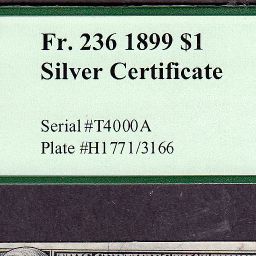 Fr. 236 1899 $1
Silver Certificate
Serial #T4000A
Plate #H1771/3166